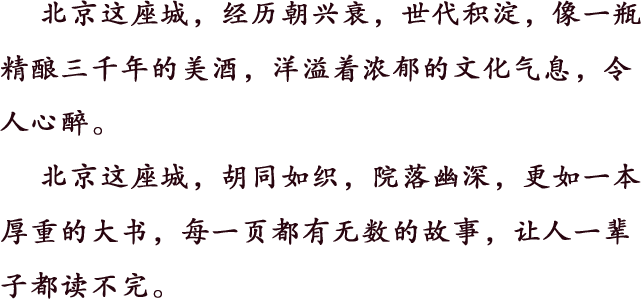 北京这座城，经历朝兴衰，世代积淀，像一瓶
精酿三千年的美酒，洋溢着浓郁的文化气息，令
人心醉。
北京这座城，胡同如织，院落幽深，更如一本
厚重的大书，每一页都有无数的故事，让人一辈
子都读不完。